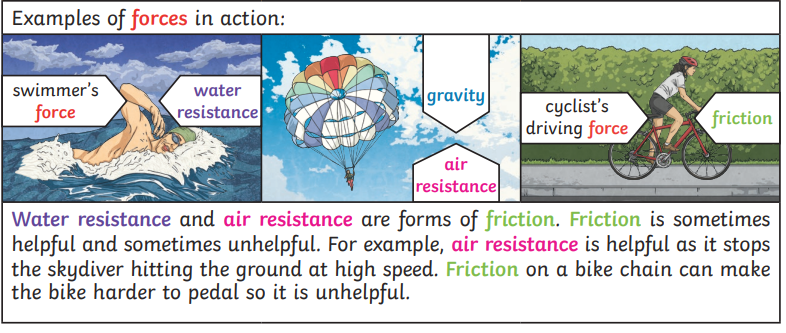 Examples of forces in action:
swimmer's
force
water
resistance
gravity
air
resistance
cyclist's
driving force
friction
Water resistance and air resistance are forms of friction. Friction is sometimes
helpful and sometimes unhelpful. For example, air resistance is helpful as it stops
the skydiver hitting the ground at high speed. Friction on a bike chain can make
the bike harder to pedal so it is unhelpful.